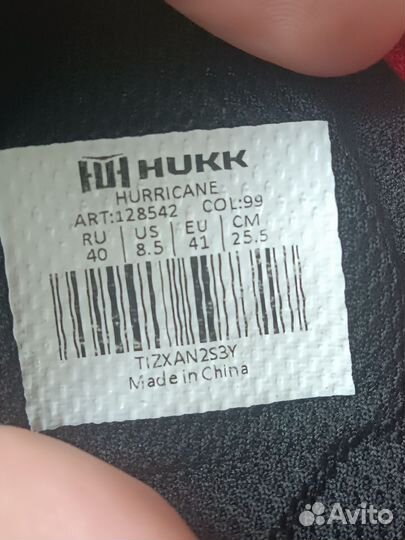 HUKK
HURRICANE
ART:128542 COL:99
RU US EU CM
40 8.5 41 25.5
TIZXAN2S3Y
Made in China
Avito